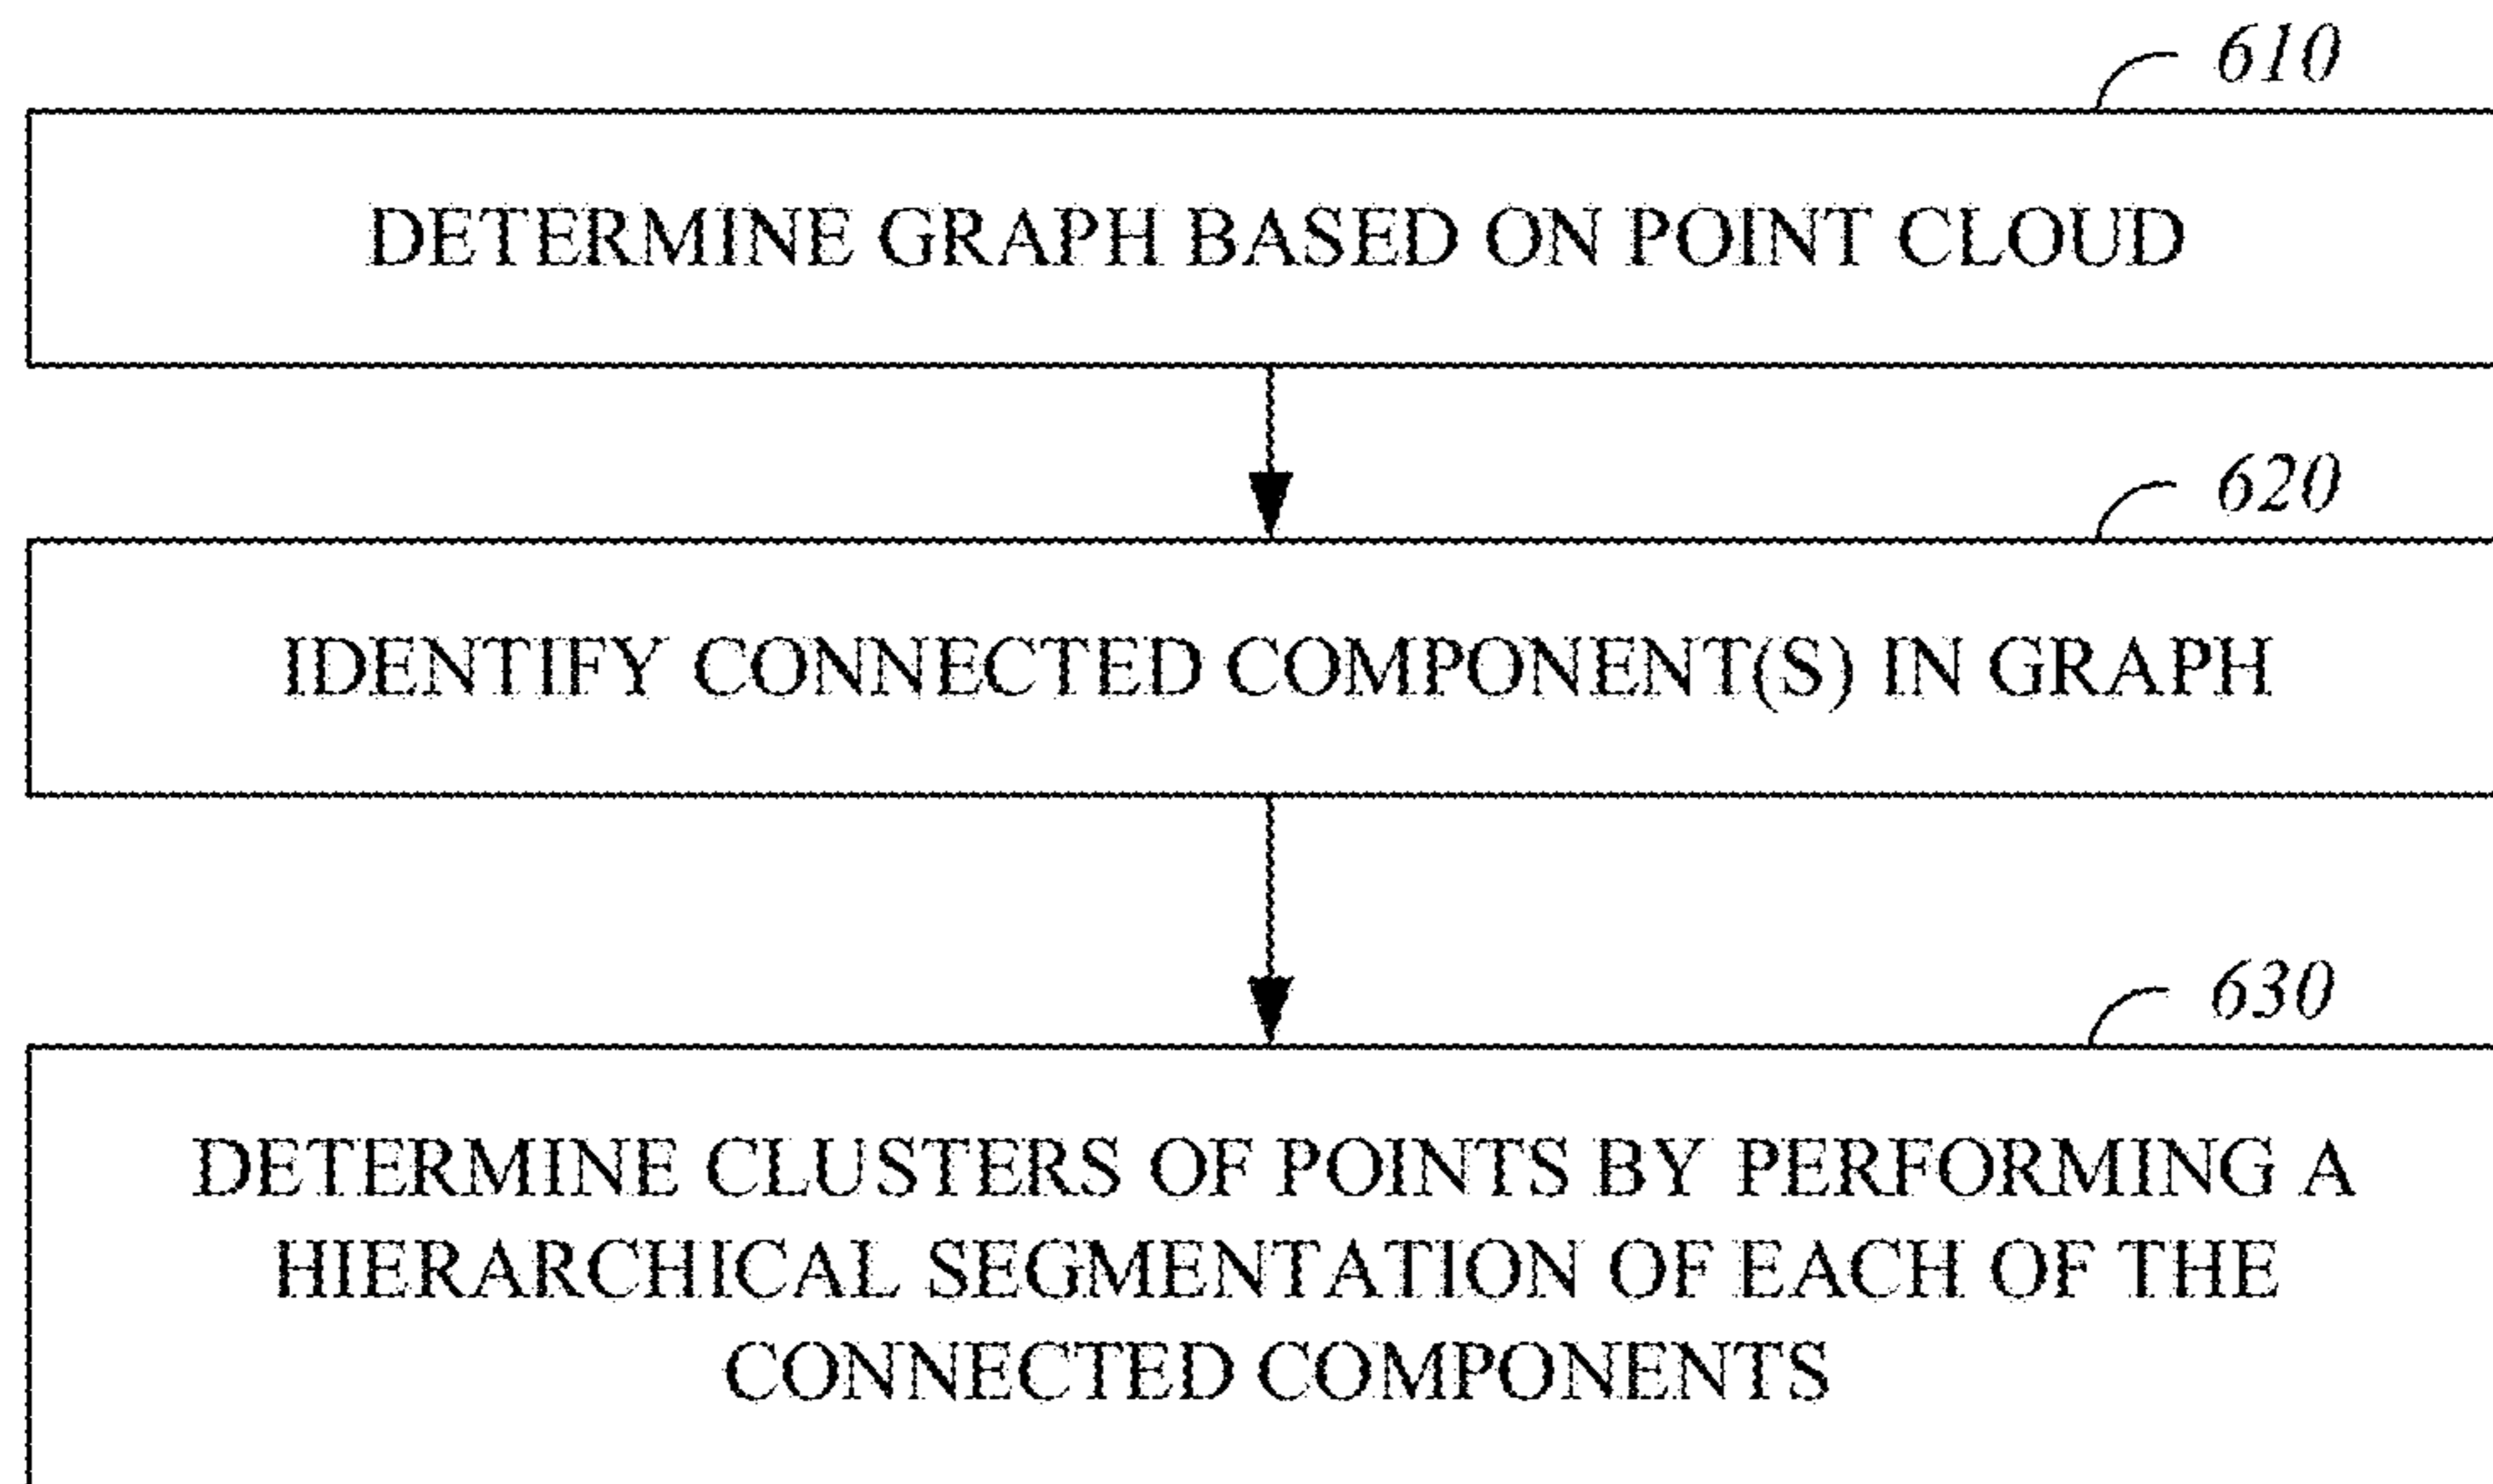 610
DETERMINE GRAPH BASED ON POINT CLOUD
620
IDENTIFY CONNECTED COMPONENT(S) IN GRAPH
630
DETERMINE CLUSTERS OF POINTS BY PERFORMING A
HIERARCHICAL SEGMENTATION OF EACH OF THE
CONNECTED COMPONENTS